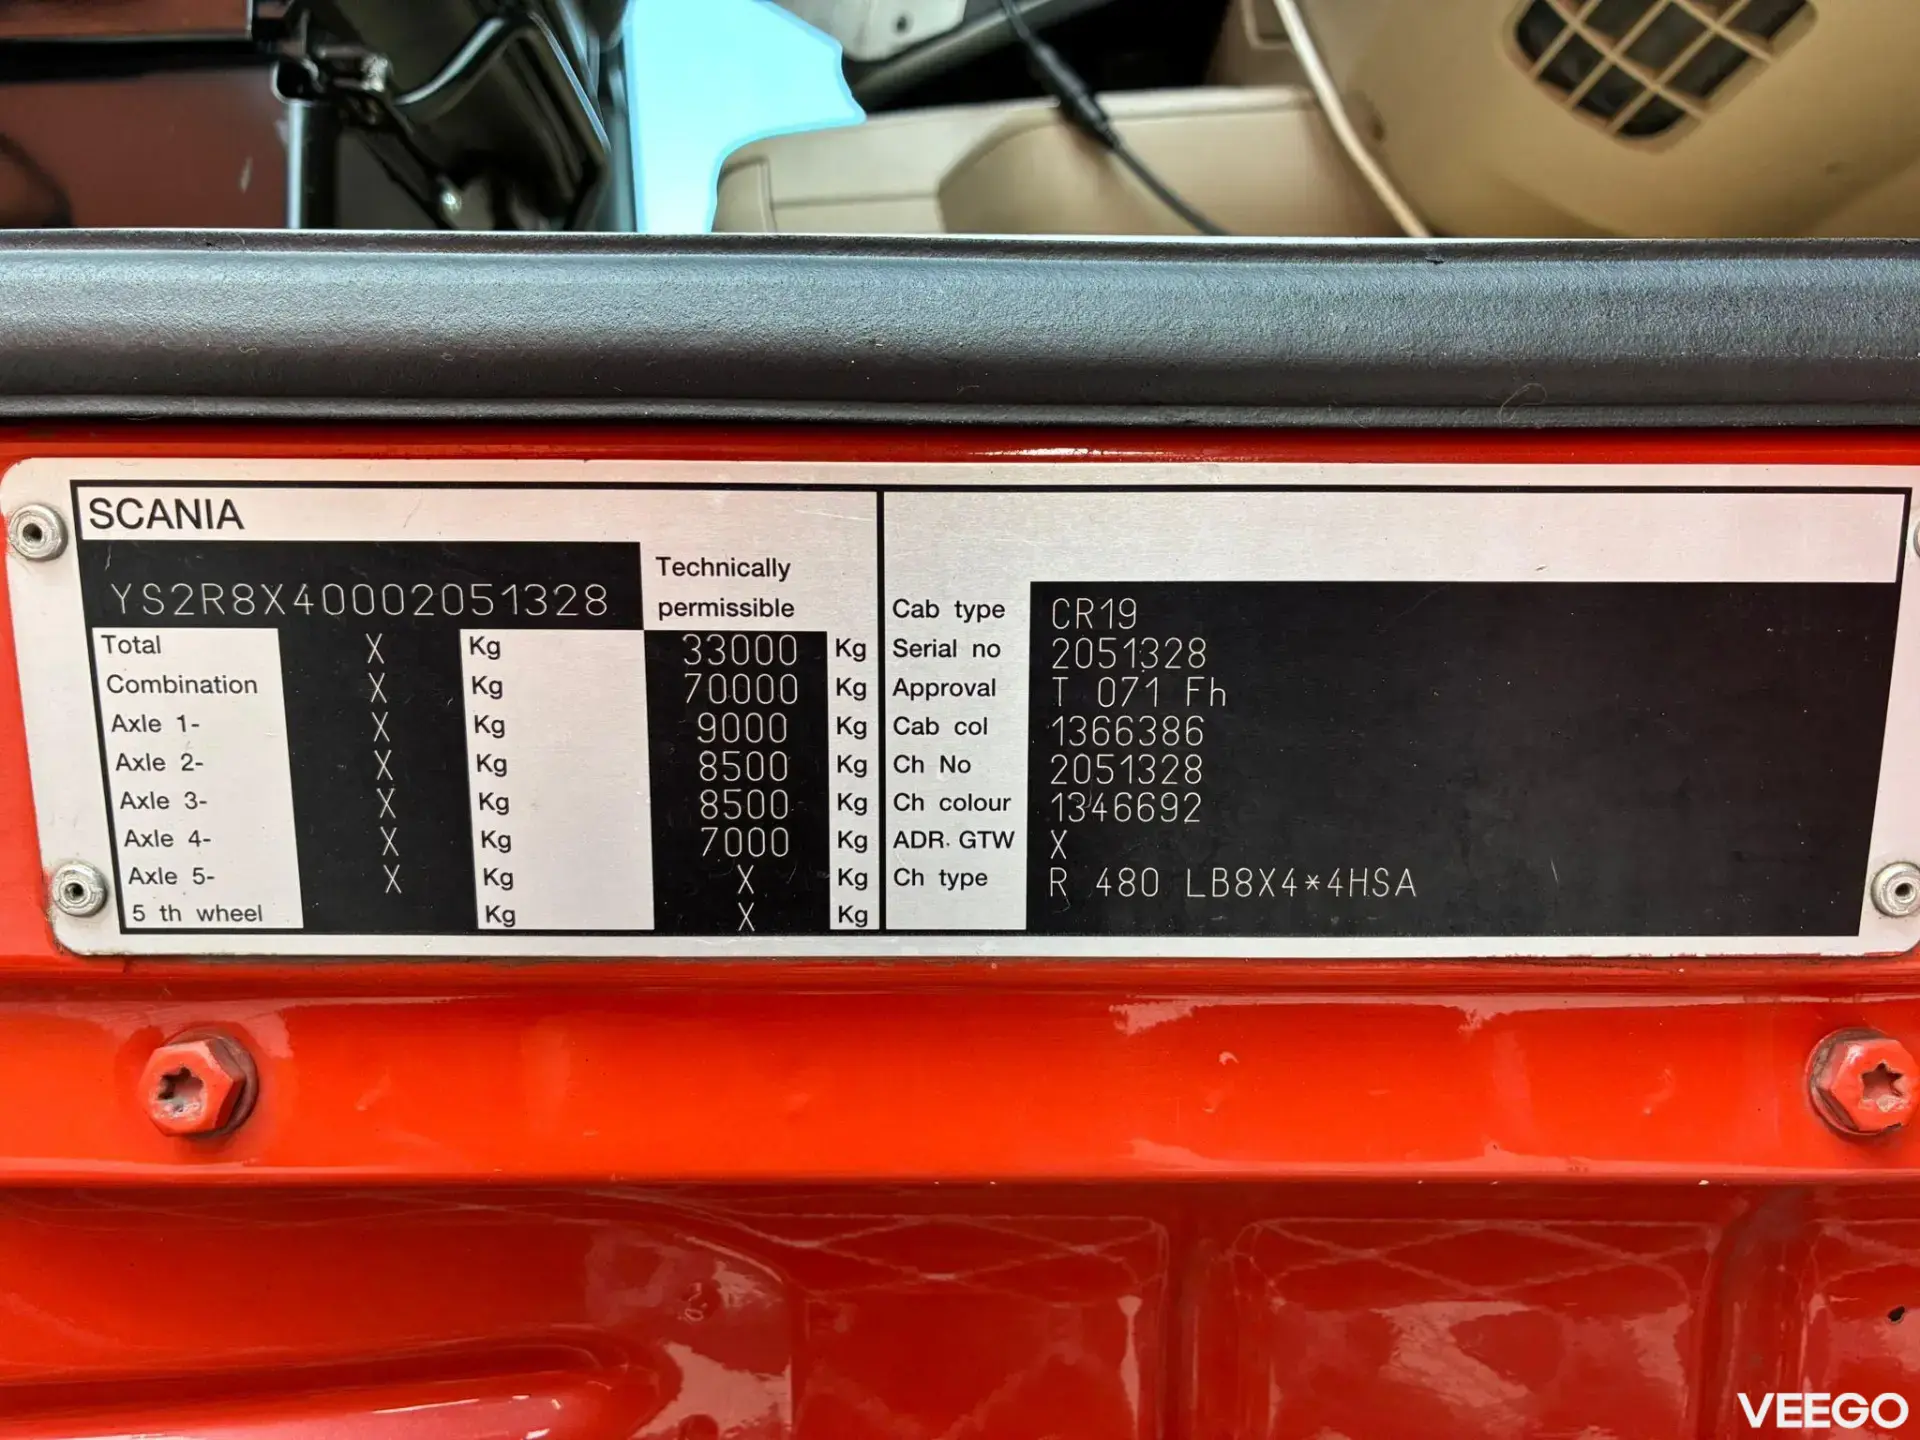 SCANIA
YS2R8X40002051328
Technically
permissible
Total X Kg 33000 Kg
Combination X Kg 70000 Kg
Axle 1- X Kg 9000 Kg
Axle 2- X Kg 8500 Kg
Axle 3- X Kg 8500 Kg
Axle 4- X Kg 7000 Kg
Axle 5- X Kg X Kg
5 th wheel Kg X Kg
Cab type CR19
Serial no 2051328
Approval T 071 Fh
Cab col 1366386
Ch No 2051328
Ch colour 1346692
ADR. GTW X
Ch type R 480 LB8X4*4HSA
VEEGO